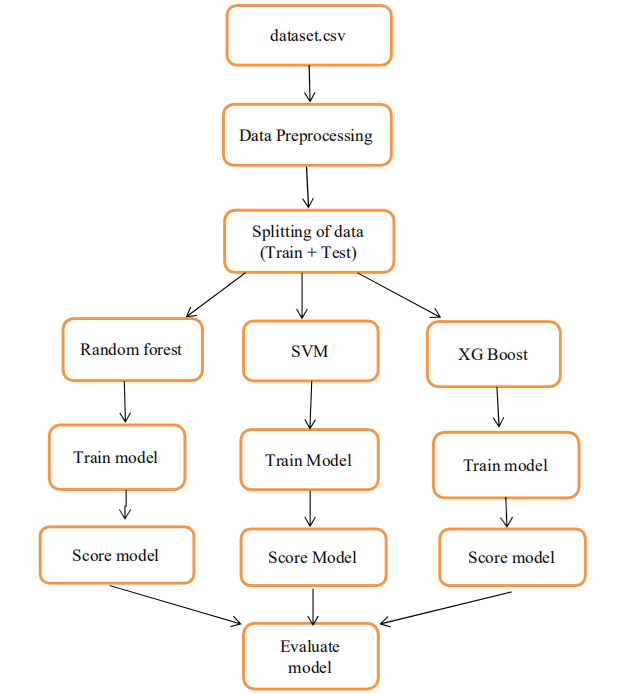 dataset.csv
Data Preprocessing
Splitting of data
(Train + Test)
Random forest
SVM
XG Boost
Train model
Train Model
Train model
Score model
Score Model
Score model
Evaluate
model